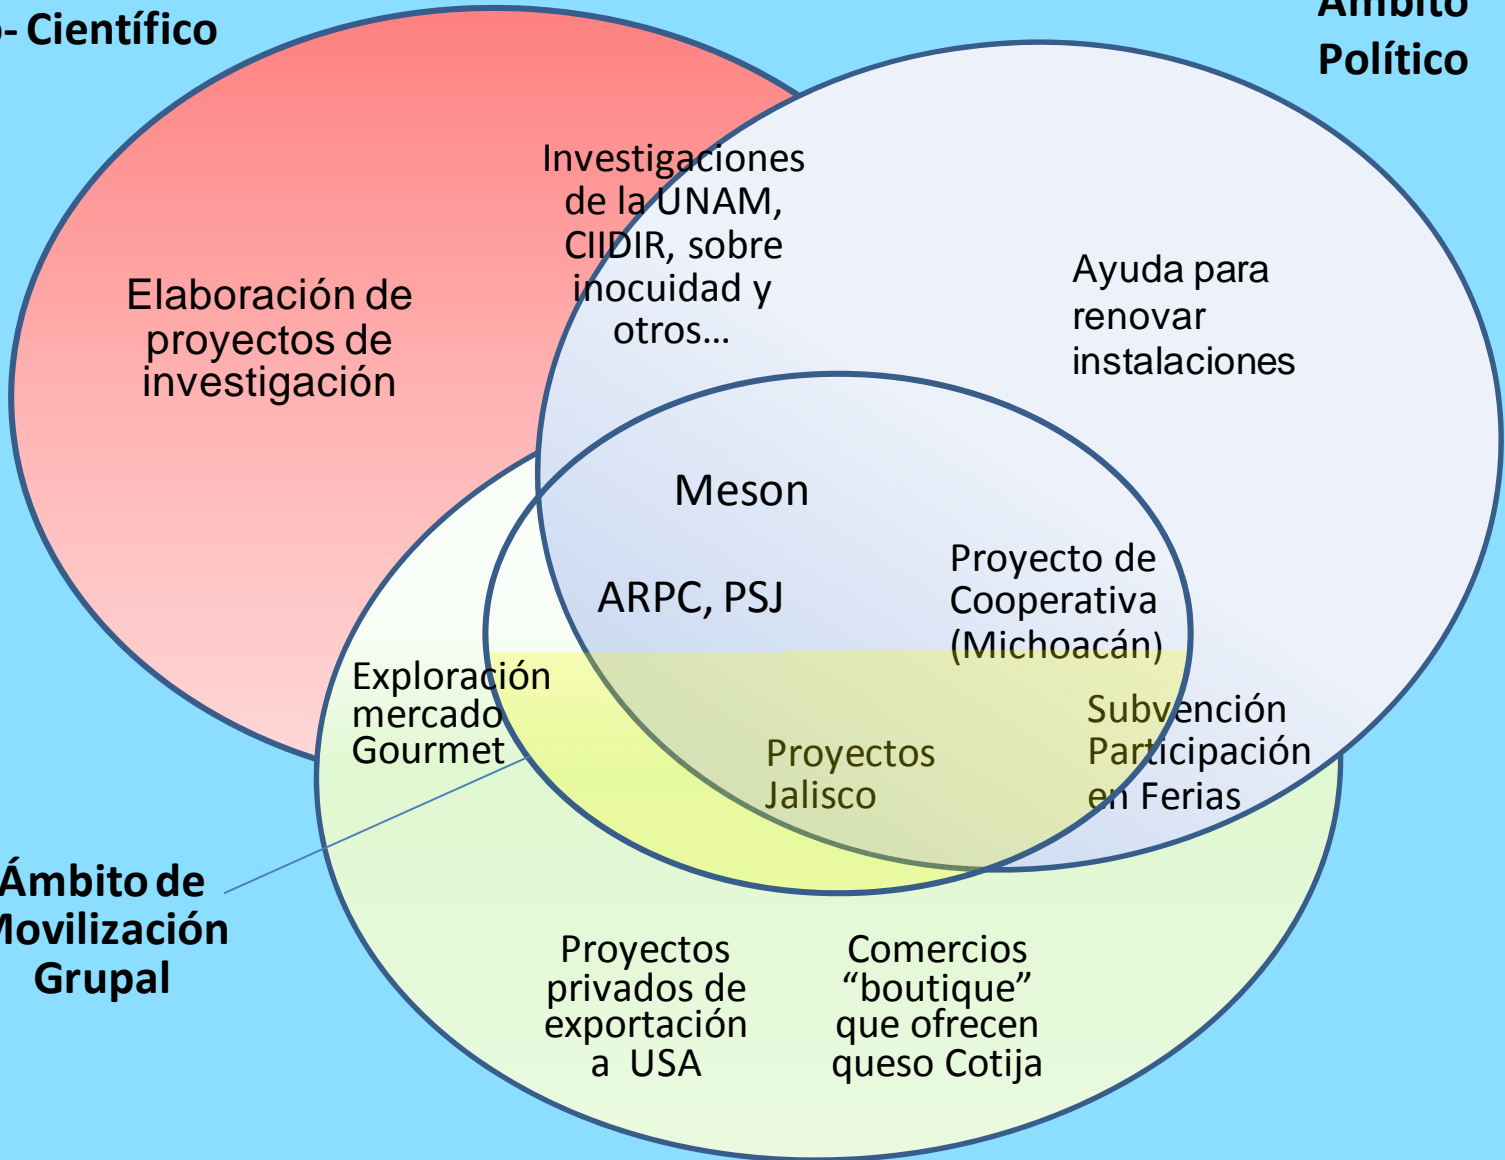 - Científico
Ámbito
Político
Investigaciones
de la UNAM,
CIIDIR, sobre
inocuidad y
otros...
Elaboración de
proyectos de
investigación
Ayuda para
renovar
instalaciones
Meson
ARPC, PSJ
Proyecto de
Cooperativa
(Michoacán)
Exploración
mercado
Gourmet
Proyectos
Jalisco
Subvención
Participación
en Ferias
Ámbito de
Movilización
Grupal
Proyectos
privados de
exportación
a USA
Comercios
“boutique”
que ofrecen
queso Cotija